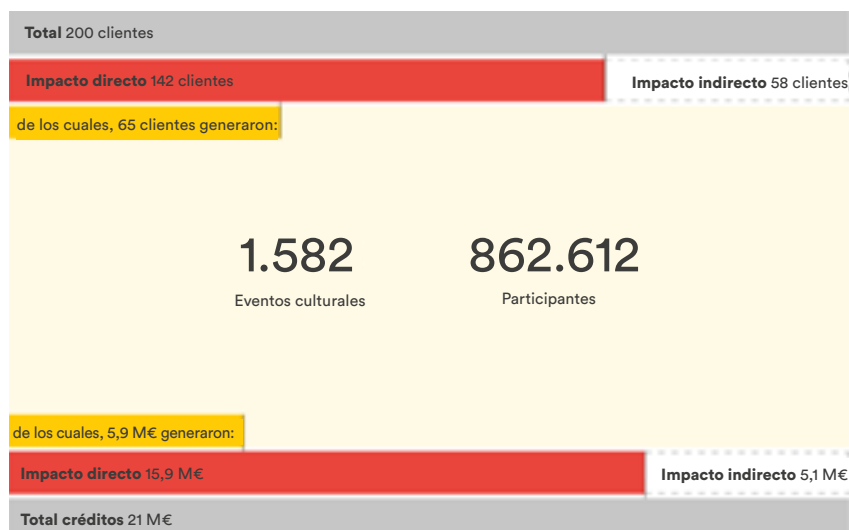 Total 200 clientes
Impacto directo 142 clientes
Impacto indirecto 58 clientes
de los cuales, 65 clientes generaron:
1.582
862.612
Eventos culturales
Participantes
de los cuales, 5,9 M€ generaron:
Impacto directo 15,9 M€
Impacto indirecto 5,1 M€
Total créditos 21 M€